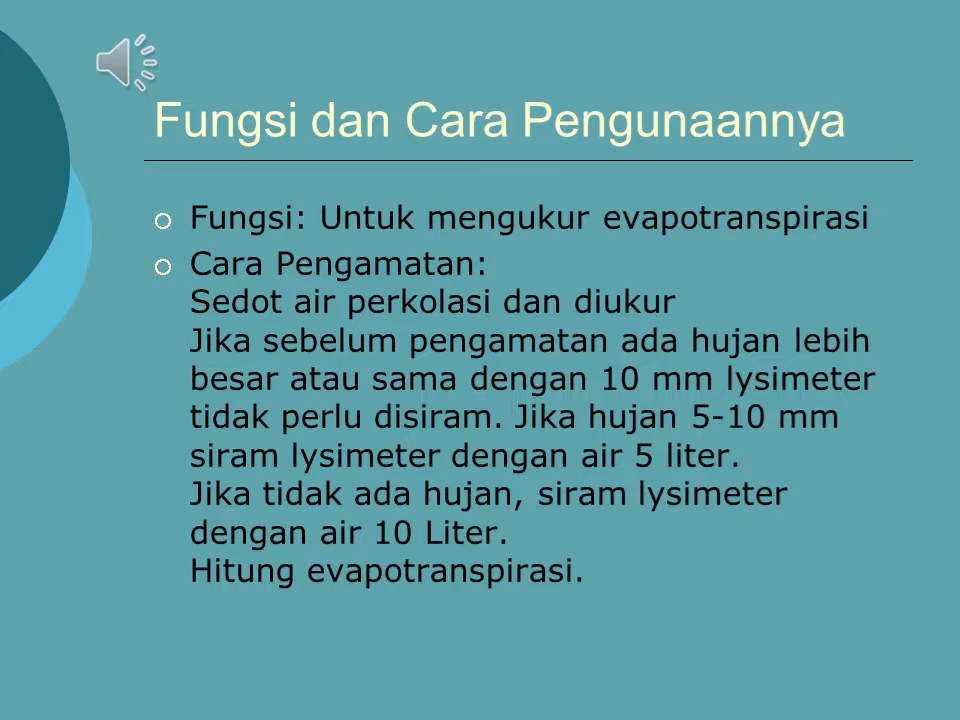 Fungsi dan Cara Pengunaannya
Fungsi: Untuk mengukur evapotranspirasi
Cara Pengamatan:
Sedot air perkolasi dan diukur
Jika sebelum pengamatan ada hujan lebih
besar atau sama dengan 10 mm lysimeter
tidak perlu disiram. Jika hujan 5-10 mm
siram lysimeter dengan air 5 liter.
Jika tidak ada hujan, siram lysimeter
dengan air 10 Liter.
Hitung evapotranspirasi.